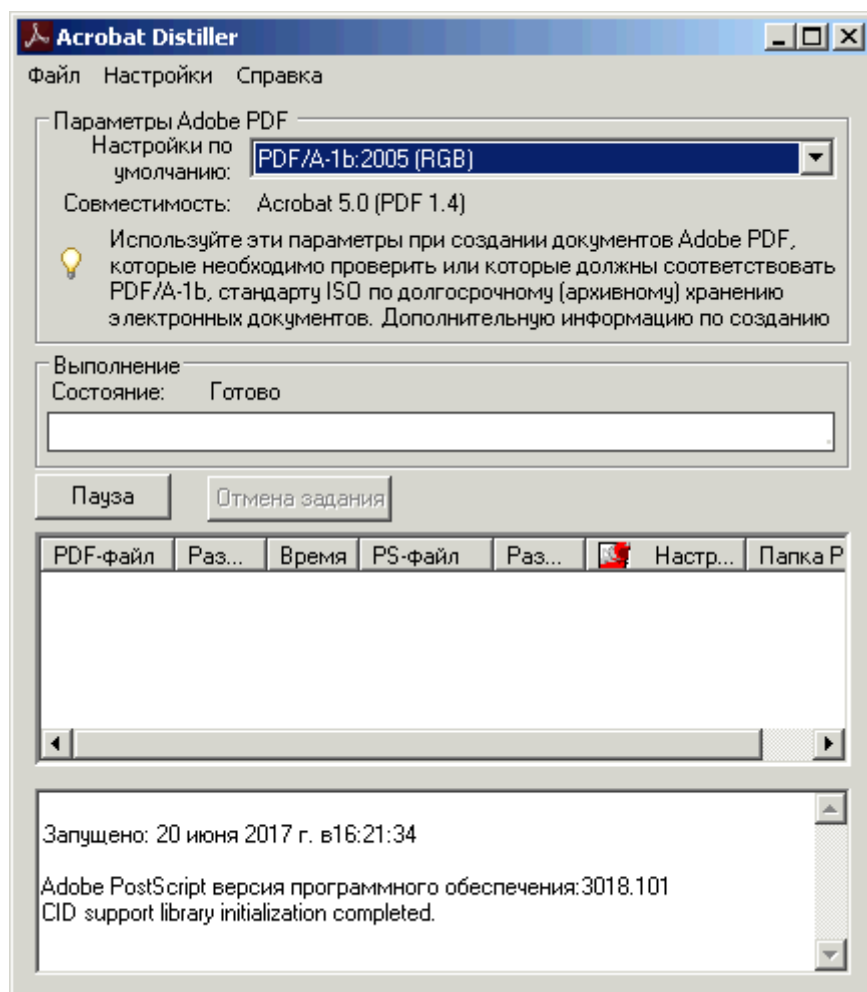 Acrobat Distiller
Файл Настройки Справка
Параметры Adobe PDF
Настройки по
умолчанию:
PDF/A-1b:2005 (RGB)
Совместимость: Acrobat 5.0 (PDF 1.4)
Используйте эти параметры при создании документов Adobe PDF,
которые необходимо проверить или которые должны соответствовать
PDF/A-1b, стандарту ISO по долгосрочному (архивному) хранению
электронных документов. Дополнительную информацию по созданию
Выполнение
Состояние: Готово
Пауза Отмена задания
PDF-файл Раз... Время PS-файл Раз... Настр... Папка P
Запущено: 20 июня 2017 г. в16:21:34
Adobe PostScript версия программного обеспечения:3018.101
CID support library initialization completed.